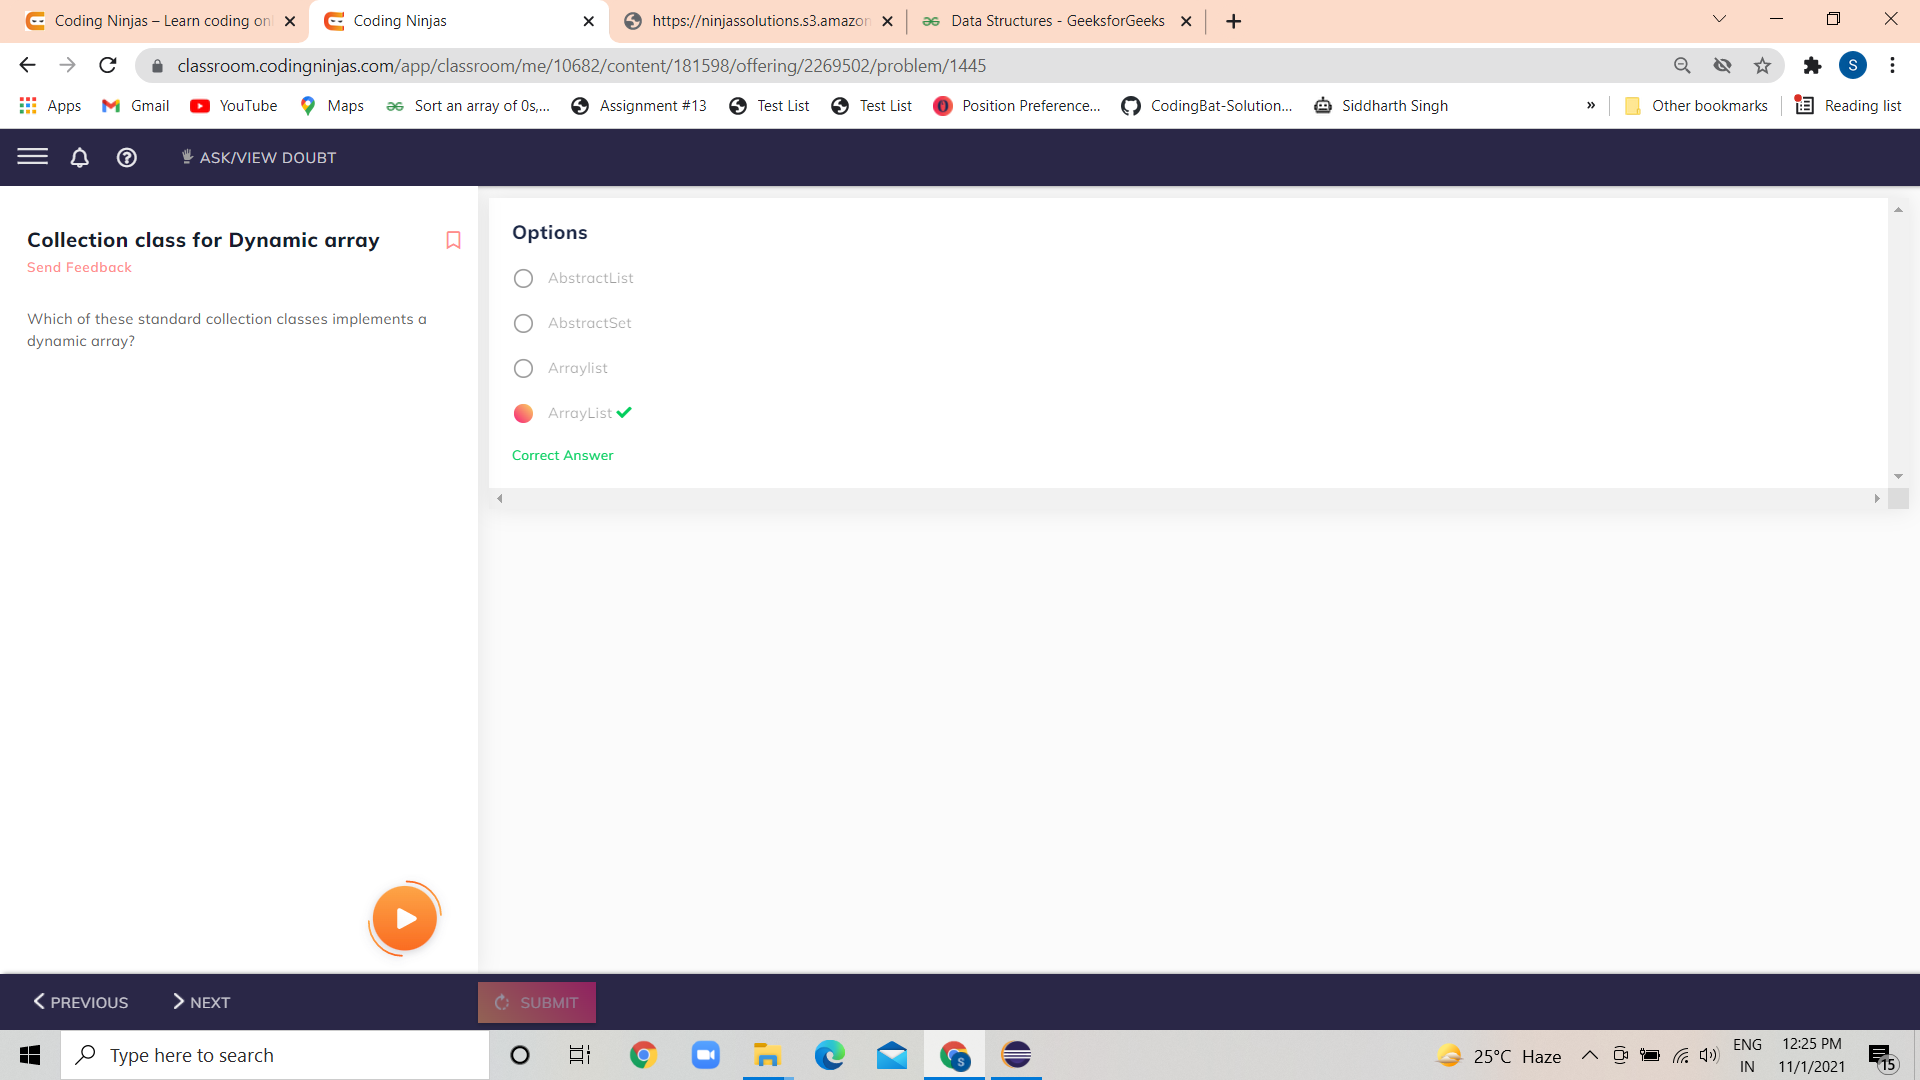 Coding Ninjas – Learn coding onl
Coding Ninjas
https://ninjassolutions.s3.amazon
Data Structures - GeeksforGeeks
classroom.codingninjas.com/app/classroom/me/10682/content/181598/offering/2269502/problem/1445
S
Apps
Gmail
YouTube
Maps
Sort an array of 0s,...
Assignment #13
Test List
Test List
Position Preference...
CodingBat-Solution...
Siddharth Singh
»
Other bookmarks
Reading list
ASK/VIEW DOUBT
Collection class for Dynamic array
Send Feedback
Which of these standard collection classes implements a
dynamic array?
Options
AbstractList
AbstractSet
Arraylist
ArrayList
Correct Answer
PREVIOUS
NEXT
SUBMIT
Type here to search
S
25°C Haze
ENG
IN
12:25 PM
11/1/2021
15